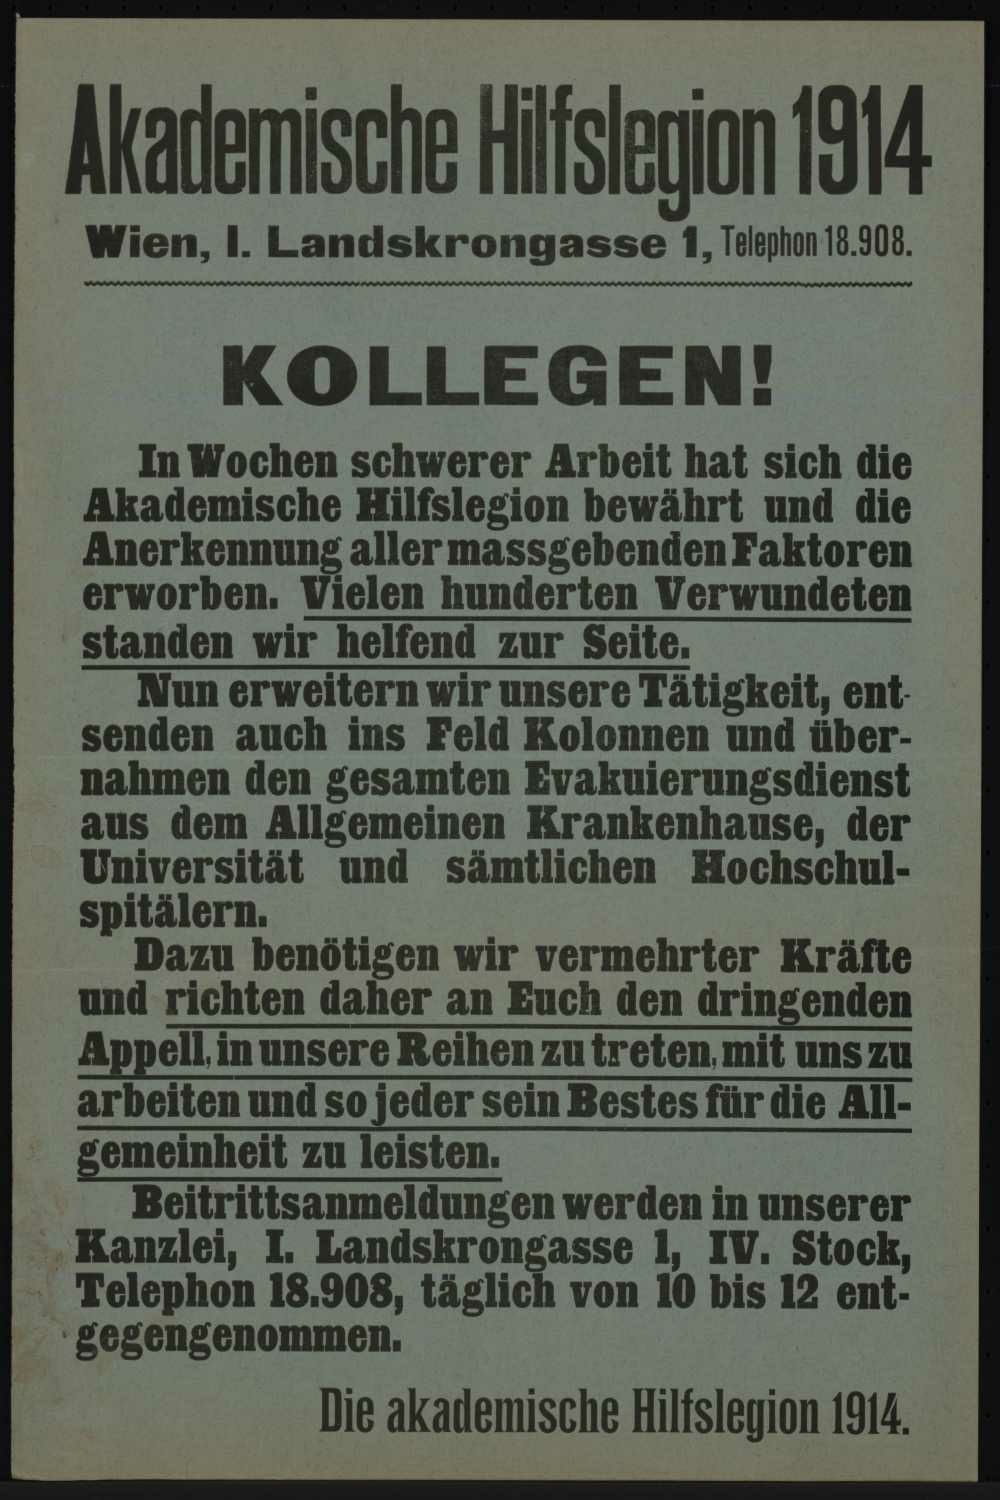 Akademische Hilfslegion 1914
Wien, I. Landskrongasse 1, Telephon 18.908.
KOLLEGEN!
In Wochen schwerer Arbeit hat sich die
Akademische Hilfslegion bewährt und die
Anerkennung aller massgebenden Faktoren
erworben. Vielen hunderten Verwundeten
standen wir helfend zur Seite.
Nun erweitern wir unsere Tätigkeit, ent-
senden auch ins Feld Kolonnen und über-
nahmen den gesamten Evakuierungsdienst
aus dem Allgemeinen Krankenhause, der
Universität und sämtlichen Hochschul-
spitälern.
Dazu benötigen wir vermehrter Kräfte
und richten daher an Euch den dringenden
Appell, in unsere Reihen zu treten, mit uns zu
arbeiten und so jeder sein Bestes für die All-
gemeinheit zu leisten.
Beitrittsanmeldungen werden in unserer
Kanzlei, I. Landskrongasse 1, IV. Stock,
Telephon 18.908, täglich von 10 bis 12 ent-
gegengenommen.
Die akademische Hilfslegion 1914.